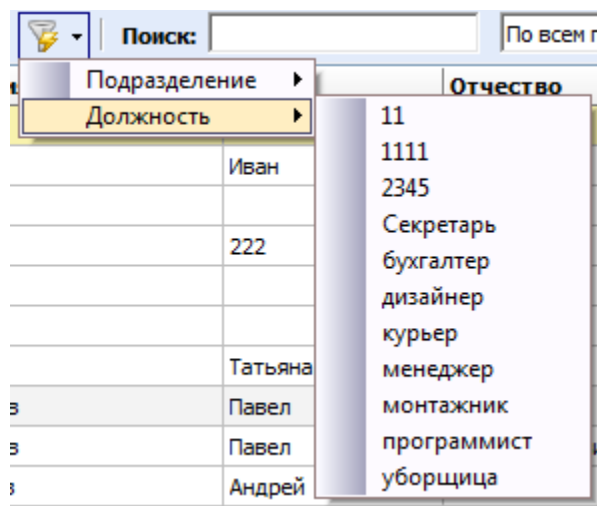 Поиск:
По всем п
Подразделение
Отчество
Должность
11
1111
2345
Секретарь
бухгалтер
дизайнер
курьер
менеджер
монтажник
программист
уборщица
Иван
222
Татьяна
в Павел
в Павел
Андрей